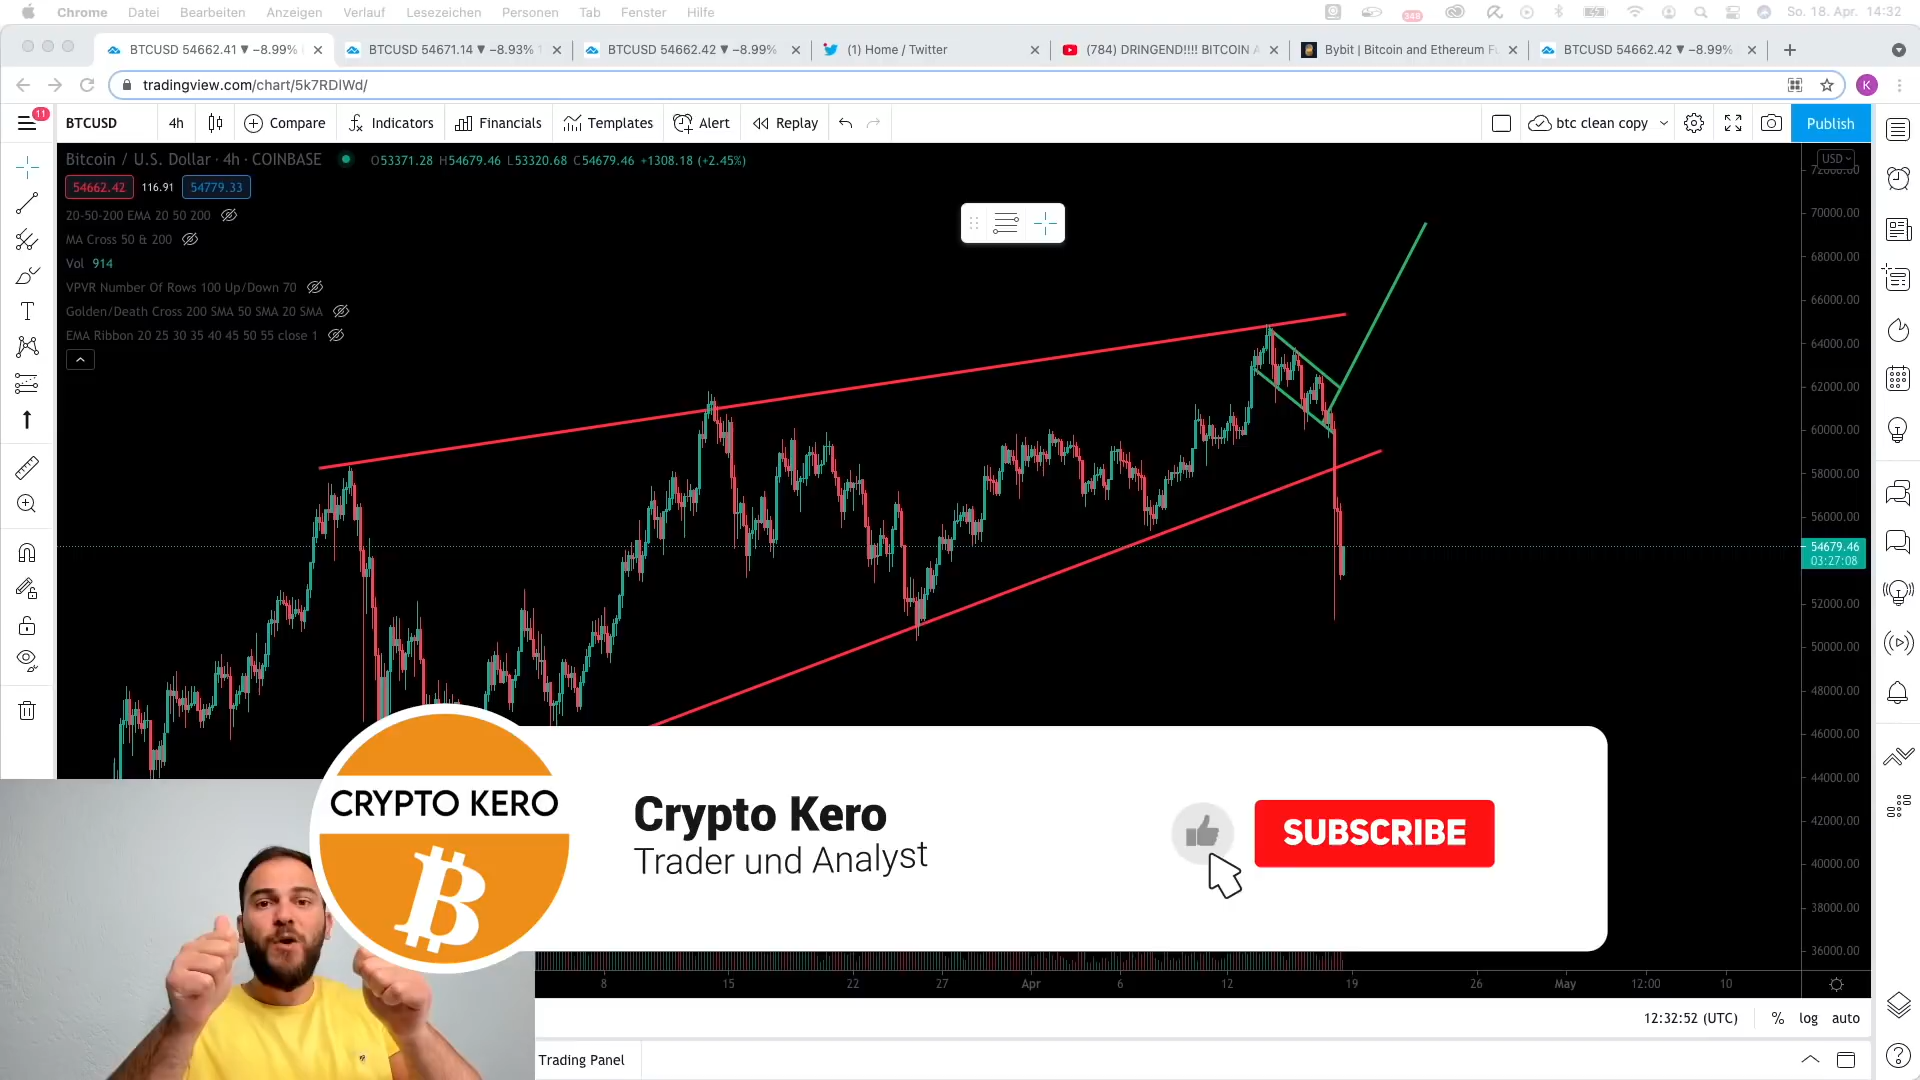 Chrome Datei Bearbeiten Anzeigen Verlauf Lesezeichen Personen Tab Fenster Hilfe
348 So. 18. Apr. 14:32
BTCUSD 54662.41 ▼ −8.99%
BTCUSD 54671.14 ▼ −8.93%
BTCUSD 54662.42 ▼ −8.99%
(1) Home / Twitter
(784) DRINGEND!!!! BITCOIN A
Bybit | Bitcoin and Ethereum Fu
BTCUSD 54662.42 ▼ −8.99%
tradingview.com/chart/5k7RDlWd/
K
11
BTCUSD 4h Compare Indicators Financials Templates Alert Replay
btc clean copy Publish
Bitcoin / U.S. Dollar · 4h · COINBASE
O53371.28 H54679.46 L53320.68 C54679.46 +1308.18 (+2.45%)
54662.42 116.91 54779.33
20-50-200 EMA 20 50 200
MA Cross 50 & 200
Vol 914
VPVR Number Of Rows 100 Up/Down 70
Golden/Death Cross 200 SMA 50 SMA 20 SMA
EMA Ribbon 20 25 30 35 40 45 50 55 close 1
USD
72000.00
70000.00
68000.00
66000.00
64000.00
62000.00
60000.00
58000.00
56000.00
54679.46
03:27:08
52000.00
50000.00
48000.00
46000.00
44000.00
42000.00
40000.00
38000.00
36000.00
CRYPTO KERO
Crypto Kero
Trader und Analyst
SUBSCRIBE
8 15 22 27 Apr 6 12 19 26 May 12:00 10
12:32:52 (UTC) % log auto
Trading Panel